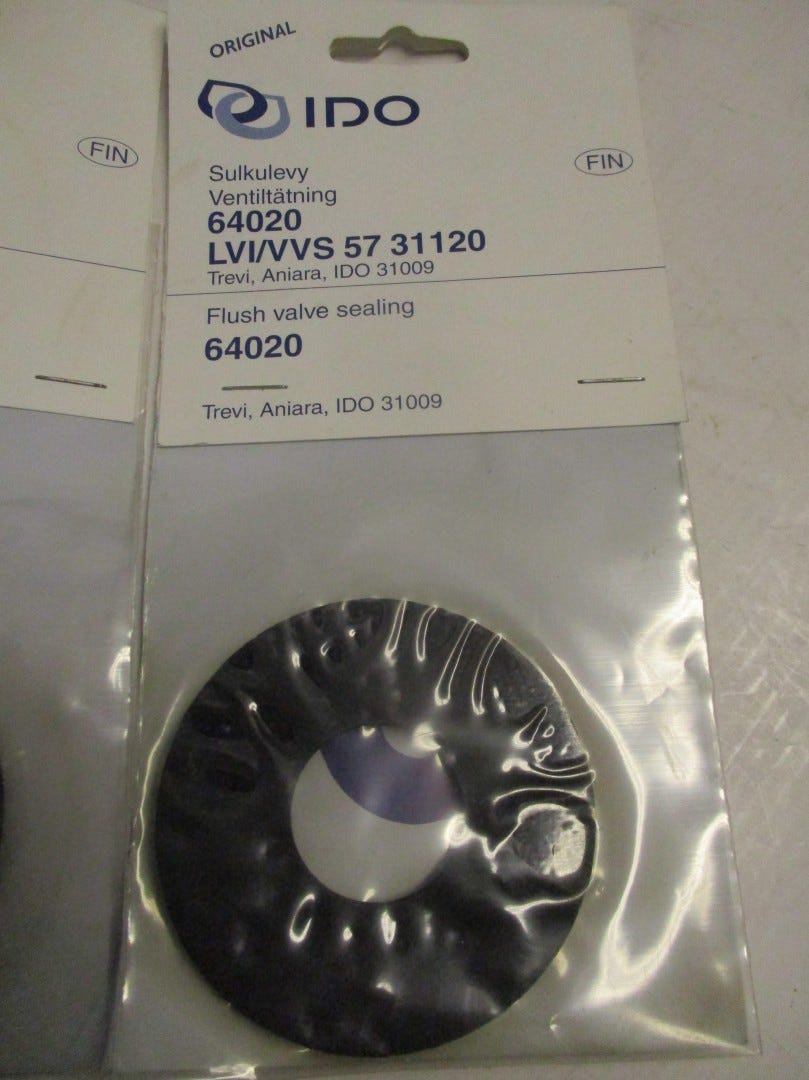 FIN
ORIGINAL
IDO
FIN
Sulkulevy
Ventiltätning
64020
LVI/VVS 57 31120
Trevi, Aniara, IDO 31009
Flush valve sealing
64020
Trevi, Aniara, IDO 31009